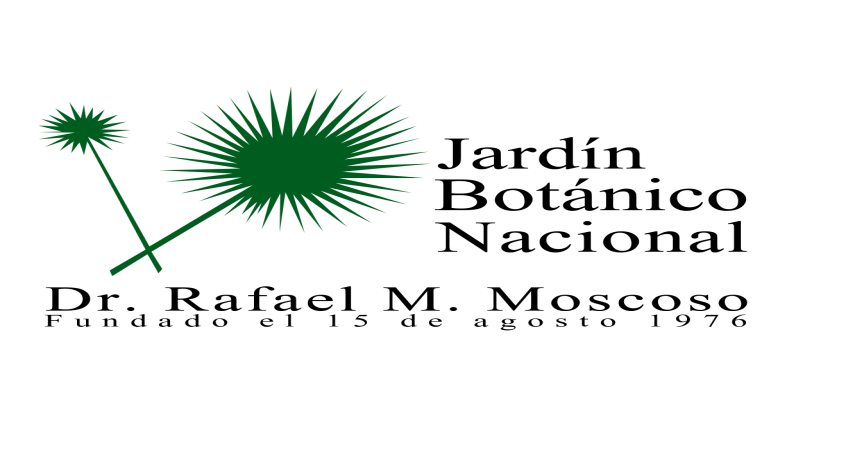 Jardín
Botánico
Nacional
Dr. Rafael M. Moscoso
Fundado el 15 de agosto 1976